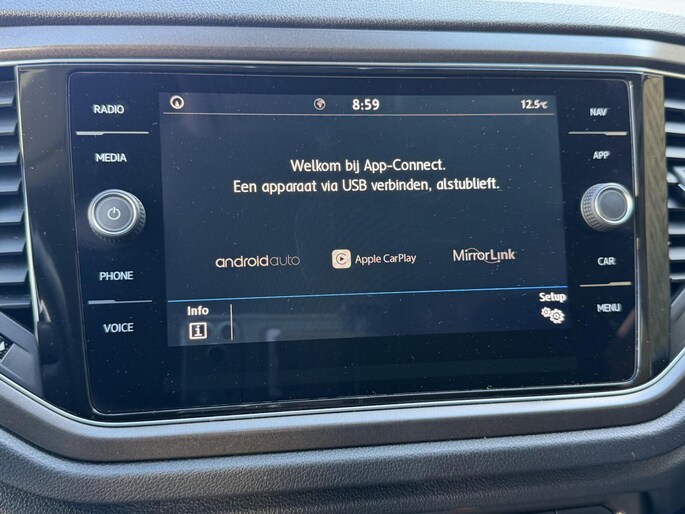 RADIO
MEDIA
PHONE
VOICE
8:59
12.5°C
Welkom bij App-Connect.
Een apparaat via USB verbinden, alstublieft.
androidauto
Apple CarPlay
MirrorLink
Info
Setup
NAV
APP
CAR
MENU